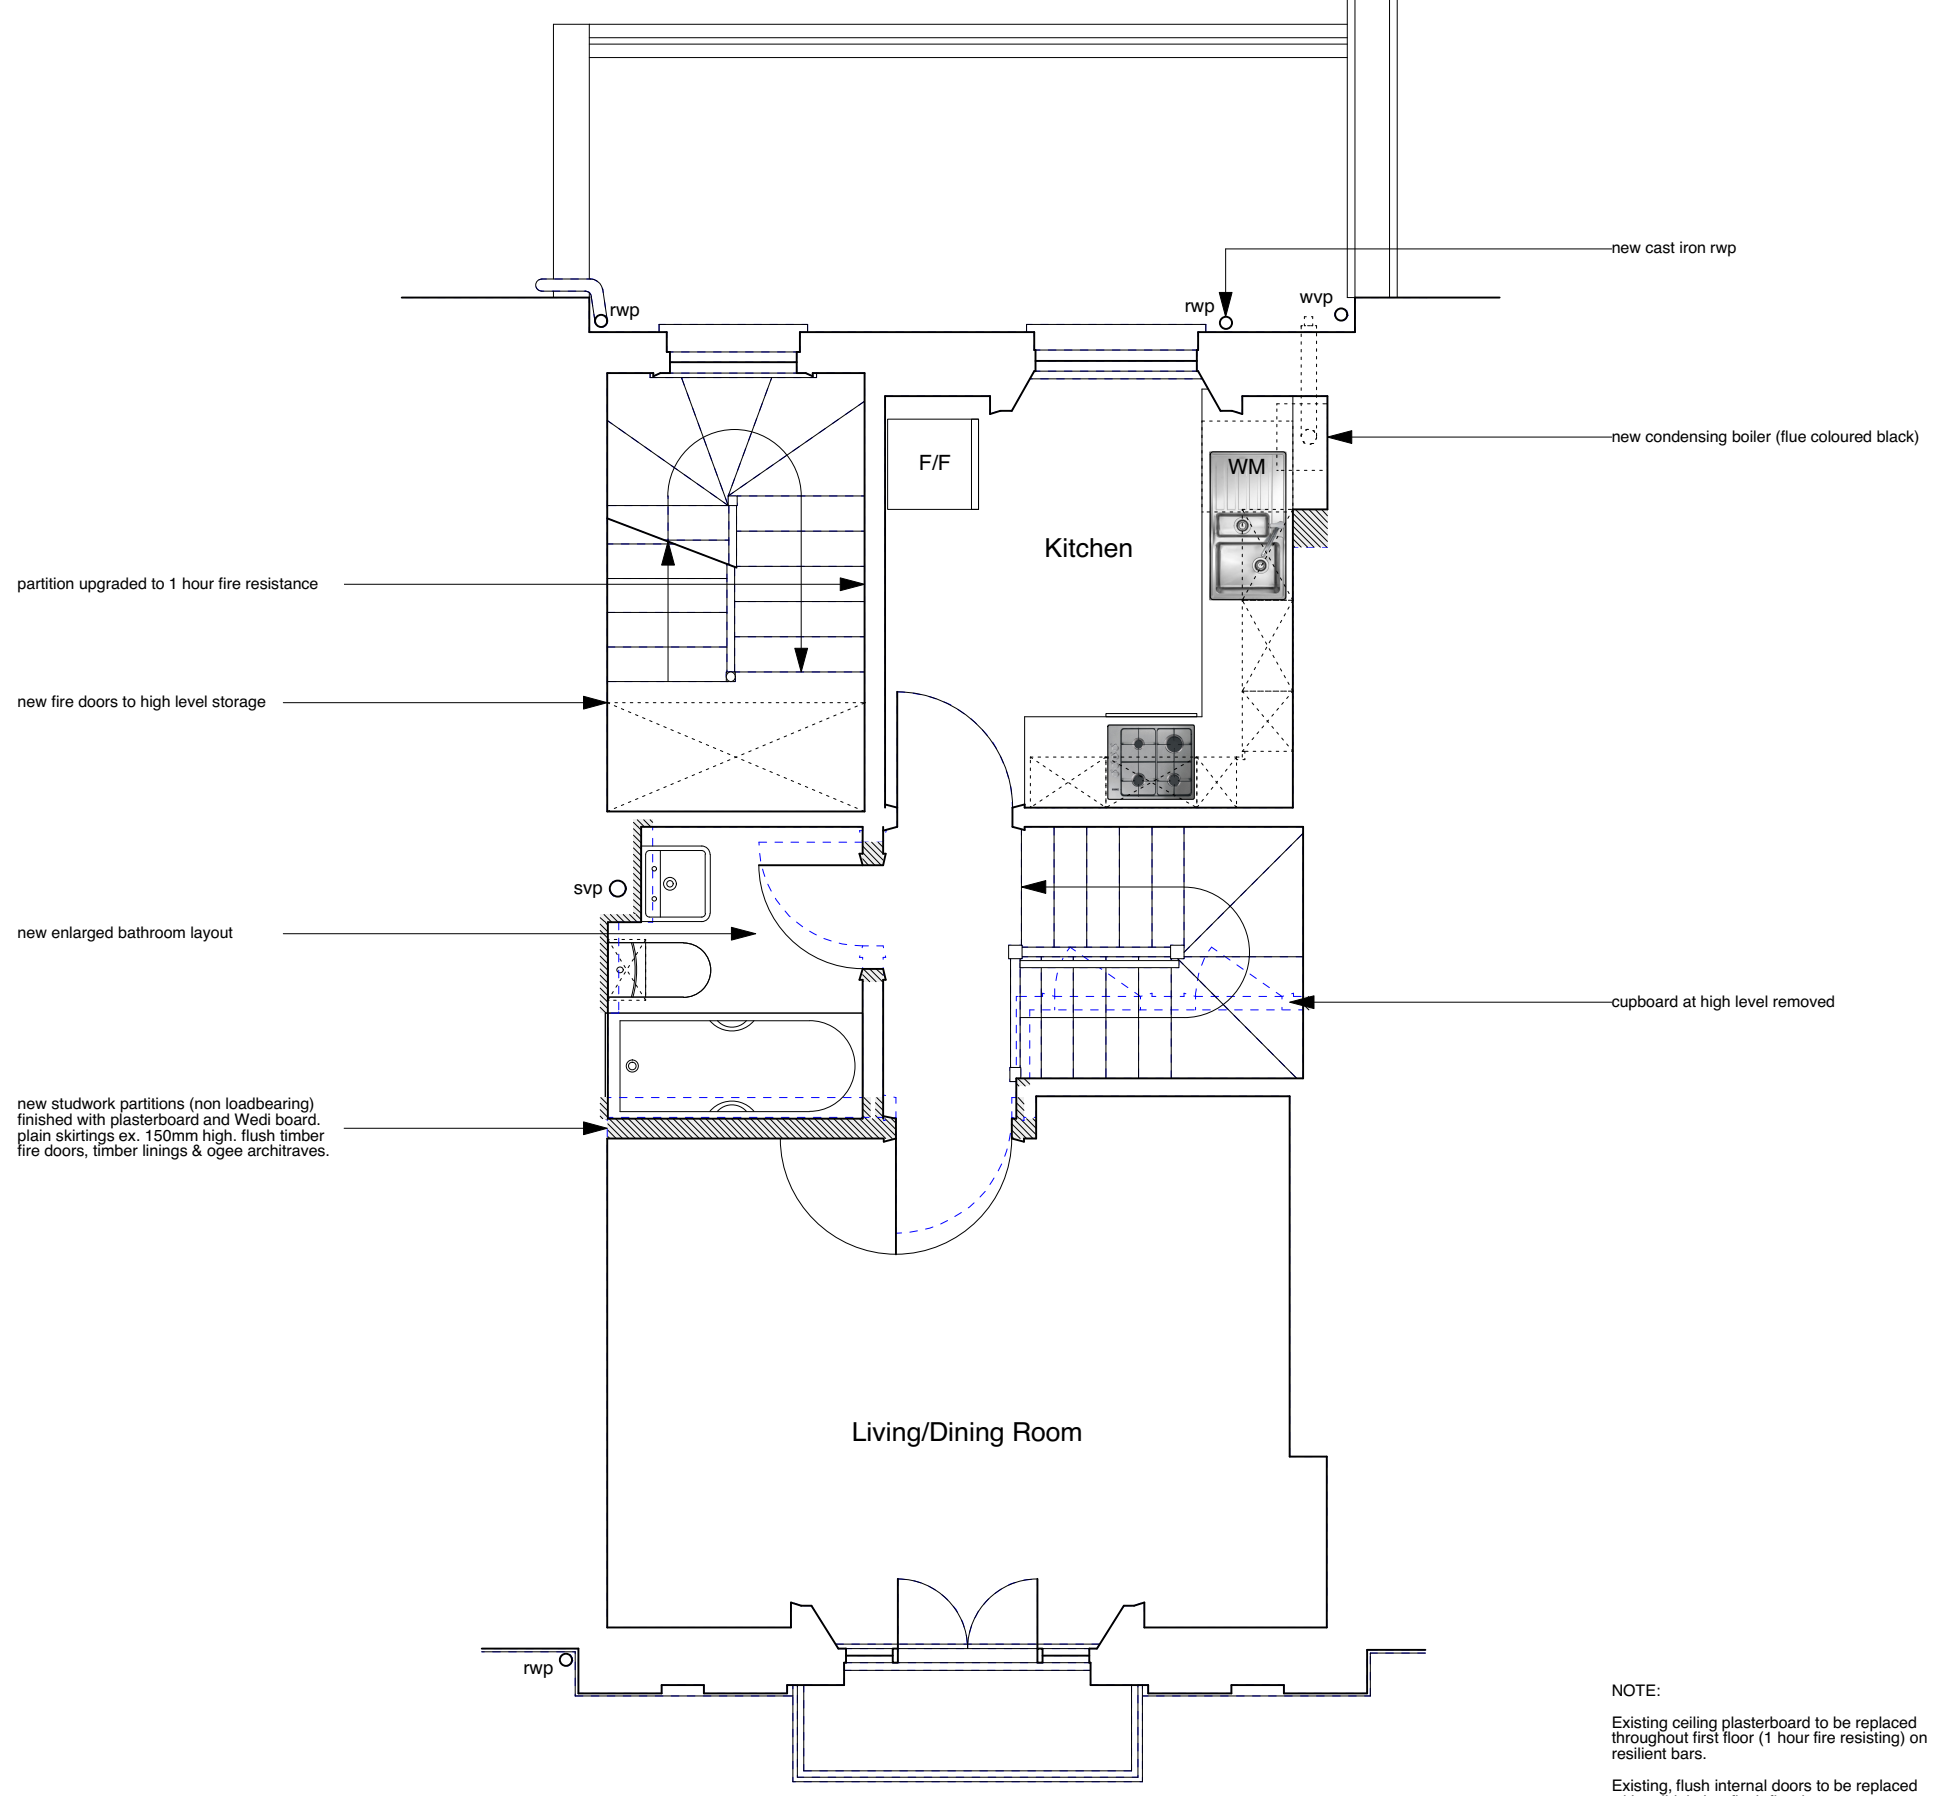 new cast iron rwp
wvp
rwp
rwp
new condensing boiler (flue coloured black)
F/F
WM
Kitchen
partition upgraded to 1 hour fire resistance
new fire doors to high level storage
svp
new enlarged bathroom layout
cupboard at high level removed
new studwork partitions (non loadbearing)
finished with plasterboard and Wedi board.
plain skirtings ex. 150mm high. flush timber
fire doors, timber linings & ogee architraves.
Living/Dining Room
rwp
NOTE:
Existing ceiling plasterboard to be replaced
throughout first floor (1 hour fire resisting) on
resilient bars.
Existing, flush internal doors to be replaced